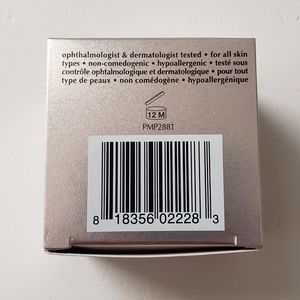 ophthalmologist & dermatologist tested • for all skin
types • non-comedogenic • hypoallergenic • testé sous
contrôle ophtalmologique et dermatologique • pour tout
type de peaux • non comédogène • hypoallergénique
12 M
PMP2881
8 18356 02228 3